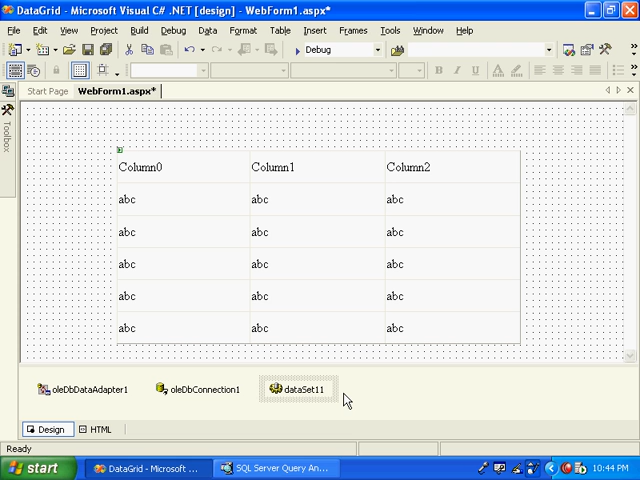 DataGrid - Microsoft Visual C# .NET [design] - WebForm1.aspx*
File Edit View Project Build Debug Data Format Table Insert Frames Tools Window Help
Debug
Start Page WebForm1.aspx*
Toolbox
Column0 Column1 Column2
abc abc abc
abc abc abc
abc abc abc
abc abc abc
abc abc abc
oleDbDataAdapter1 oleDbConnection1 dataSet11
Design HTML
Ready
start DataGrid - Microsoft ... SQL Server Query An... 10:44 PM